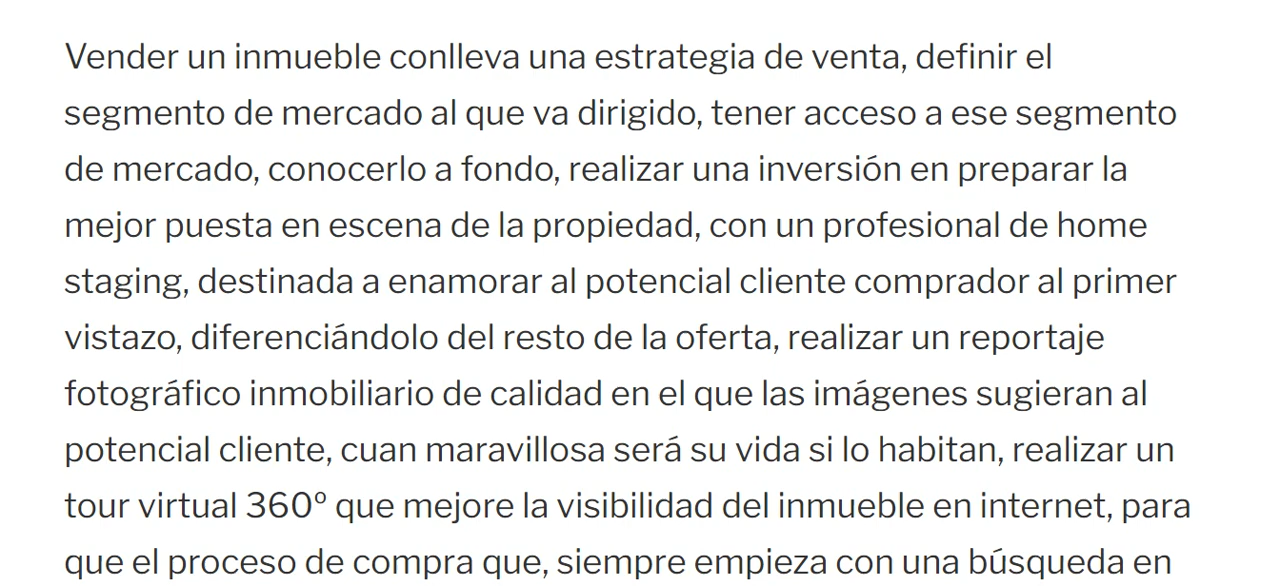 Vender un inmueble conlleva una estrategia de venta, definir el
segmento de mercado al que va dirigido, tener acceso a ese segmento
de mercado, conocerlo a fondo, realizar una inversión en preparar la
mejor puesta en escena de la propiedad, con un profesional de home
staging, destinada a enamorar al potencial cliente comprador al primer
vistazo, diferenciándolo del resto de la oferta, realizar un reportaje
fotográfico inmobiliario de calidad en el que las imágenes sugieran al
potencial cliente, cuan maravillosa será su vida si lo habitan, realizar un
tour virtual 360º que mejore la visibilidad del inmueble en internet, para
que el proceso de compra que, siempre empieza con una búsqueda en